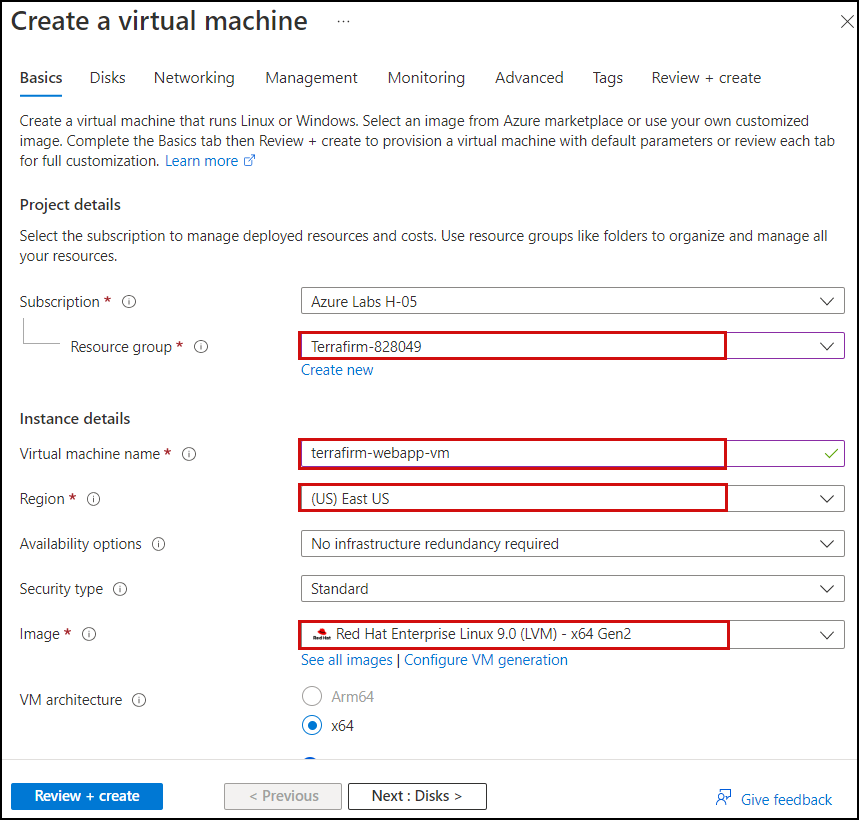 Create a virtual machine ...
Basics Disks Networking Management Monitoring Advanced Tags Review + create
Create a virtual machine that runs Linux or Windows. Select an image from Azure marketplace or use your own customized
image. Complete the Basics tab then Review + create to provision a virtual machine with default parameters or review each tab
for full customization. Learn more
Project details
Select the subscription to manage deployed resources and costs. Use resource groups like folders to organize and manage all
your resources.
Subscription * Azure Labs H-05
Resource group * Terrafirm-828049
Create new
Instance details
Virtual machine name * terrafirm-webapp-vm
Region * (US) East US
Availability options No infrastructure redundancy required
Security type Standard
Image * Red Hat Red Hat Enterprise Linux 9.0 (LVM) - x64 Gen2
See all images | Configure VM generation
VM architecture Arm64
x64
Review + create < Previous Next : Disks > Give feedback